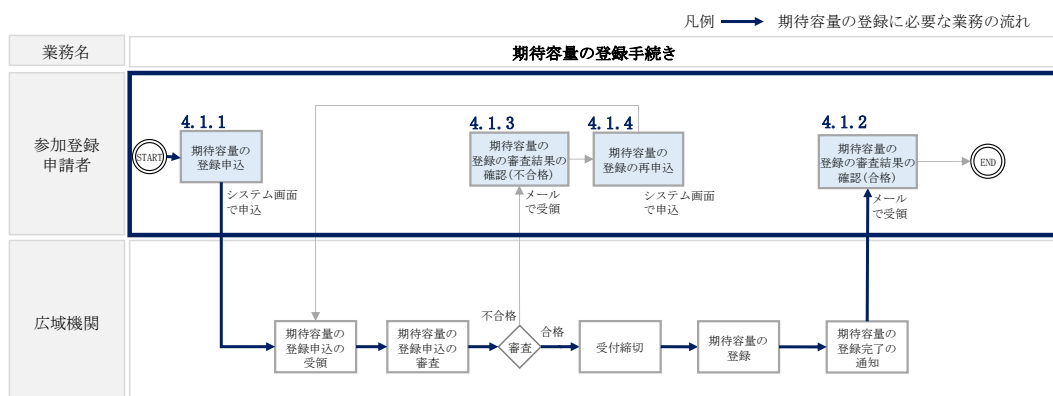 凡例
期待容量の登録に必要な業務の流れ
業務名
期待容量の登録手続き
参加登録
申請者
START
4.1.1
期待容量の
登録申込
システム画面
で申込
4.1.3
期待容量の
登録の審査結果の
確認(不合格)
メール
で受領
4.1.4
期待容量の
登録の再申込
システム画面
で申込
4.1.2
期待容量の
登録の審査結果の
確認(合格)
メール
で受領
END
広域機関
期待容量の
登録申込の
受領
期待容量の
登録申込の
審査
不合格
審査
合格
受付締切
期待容量の
登録
期待容量の
登録完了の
通知